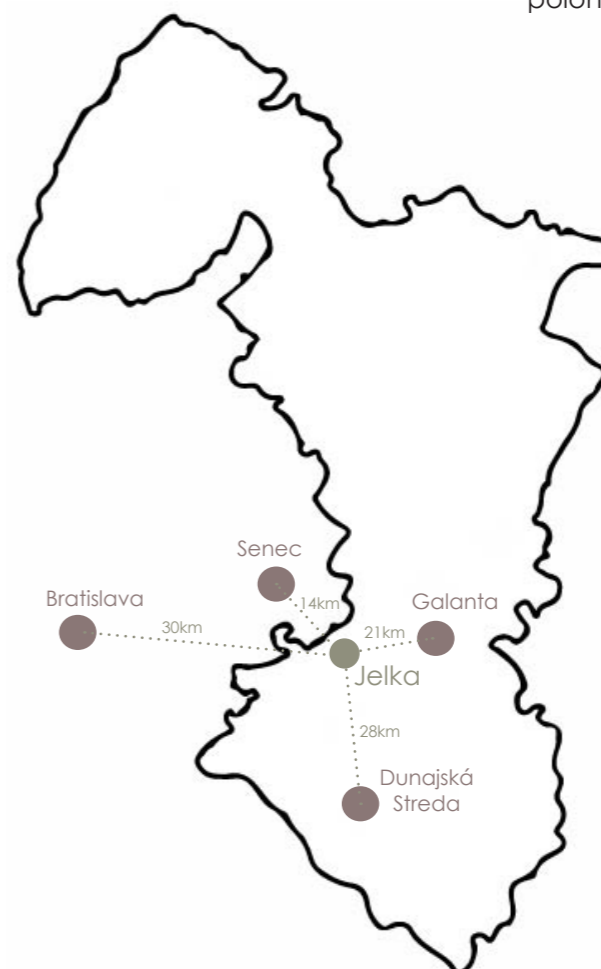 Senec
Bratislava
14km
Galanta
30km
21km
Jelka
28km
Dunajská
Streda